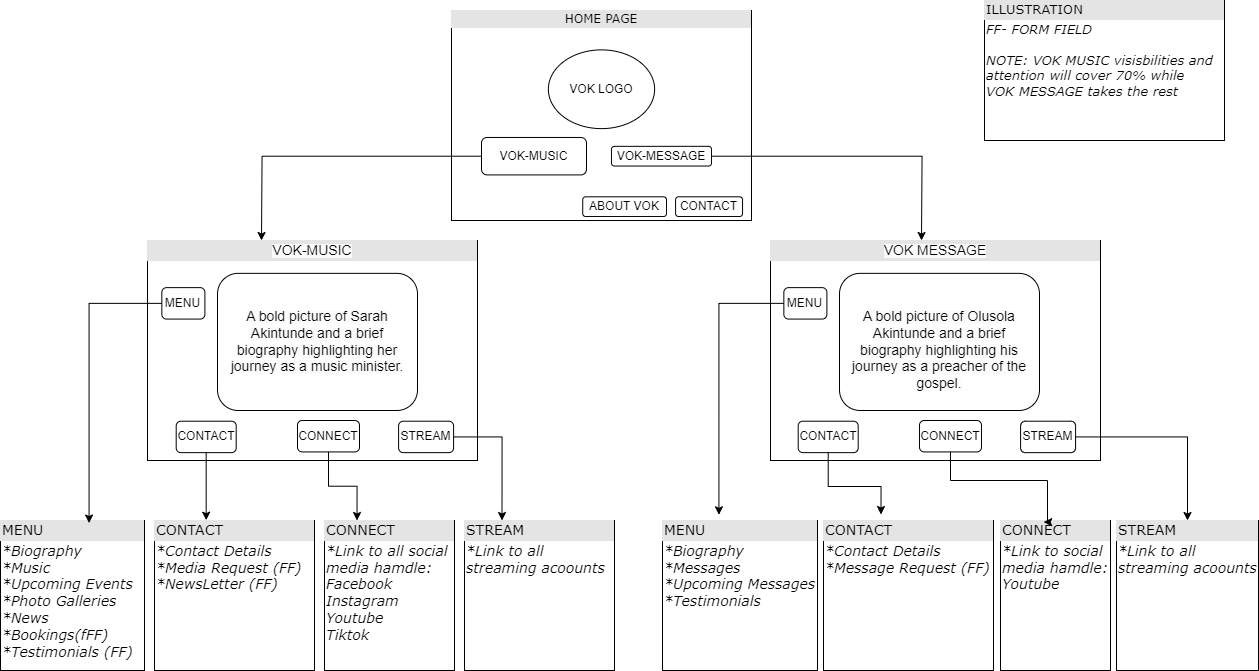 HOME PAGE
VOK LOGO
VOK-MUSIC
VOK-MESSAGE
ABOUT VOK
CONTACT
ILLUSTRATION
FF- FORM FIELD
NOTE: VOK MUSIC visisbilities and
attention will cover 70% while
VOK MESSAGE takes the rest
VOK-MUSIC
MENU
A bold picture of Sarah
Akintunde and a brief
biography highlighting her
journey as a music minister.
CONTACT
CONNECT
STREAM
VOK MESSAGE
MENU
A bold picture of Olusola
Akintunde and a brief
biography highlighting his
journey as a preacher of the
gospel.
CONTACT
CONNECT
STREAM
MENU
*Biography
*Music
*Upcoming Events
*Photo Galleries
*News
*Bookings(fFF)
*Testimonials (FF)
CONTACT
*Contact Details
*Media Request (FF)
*NewsLetter (FF)
CONNECT
*Link to all social
media hamdle:
Facebook
Instagram
Youtube
Tiktok
STREAM
*Link to all
streaming acoounts
MENU
*Biography
*Messages
*Upcoming Messages
*Testimonials
CONTACT
*Contact Details
*Message Request (FF)
CONNECT
*Link to social
media hamdle:
Youtube
STREAM
*Link to all
streaming acoounts